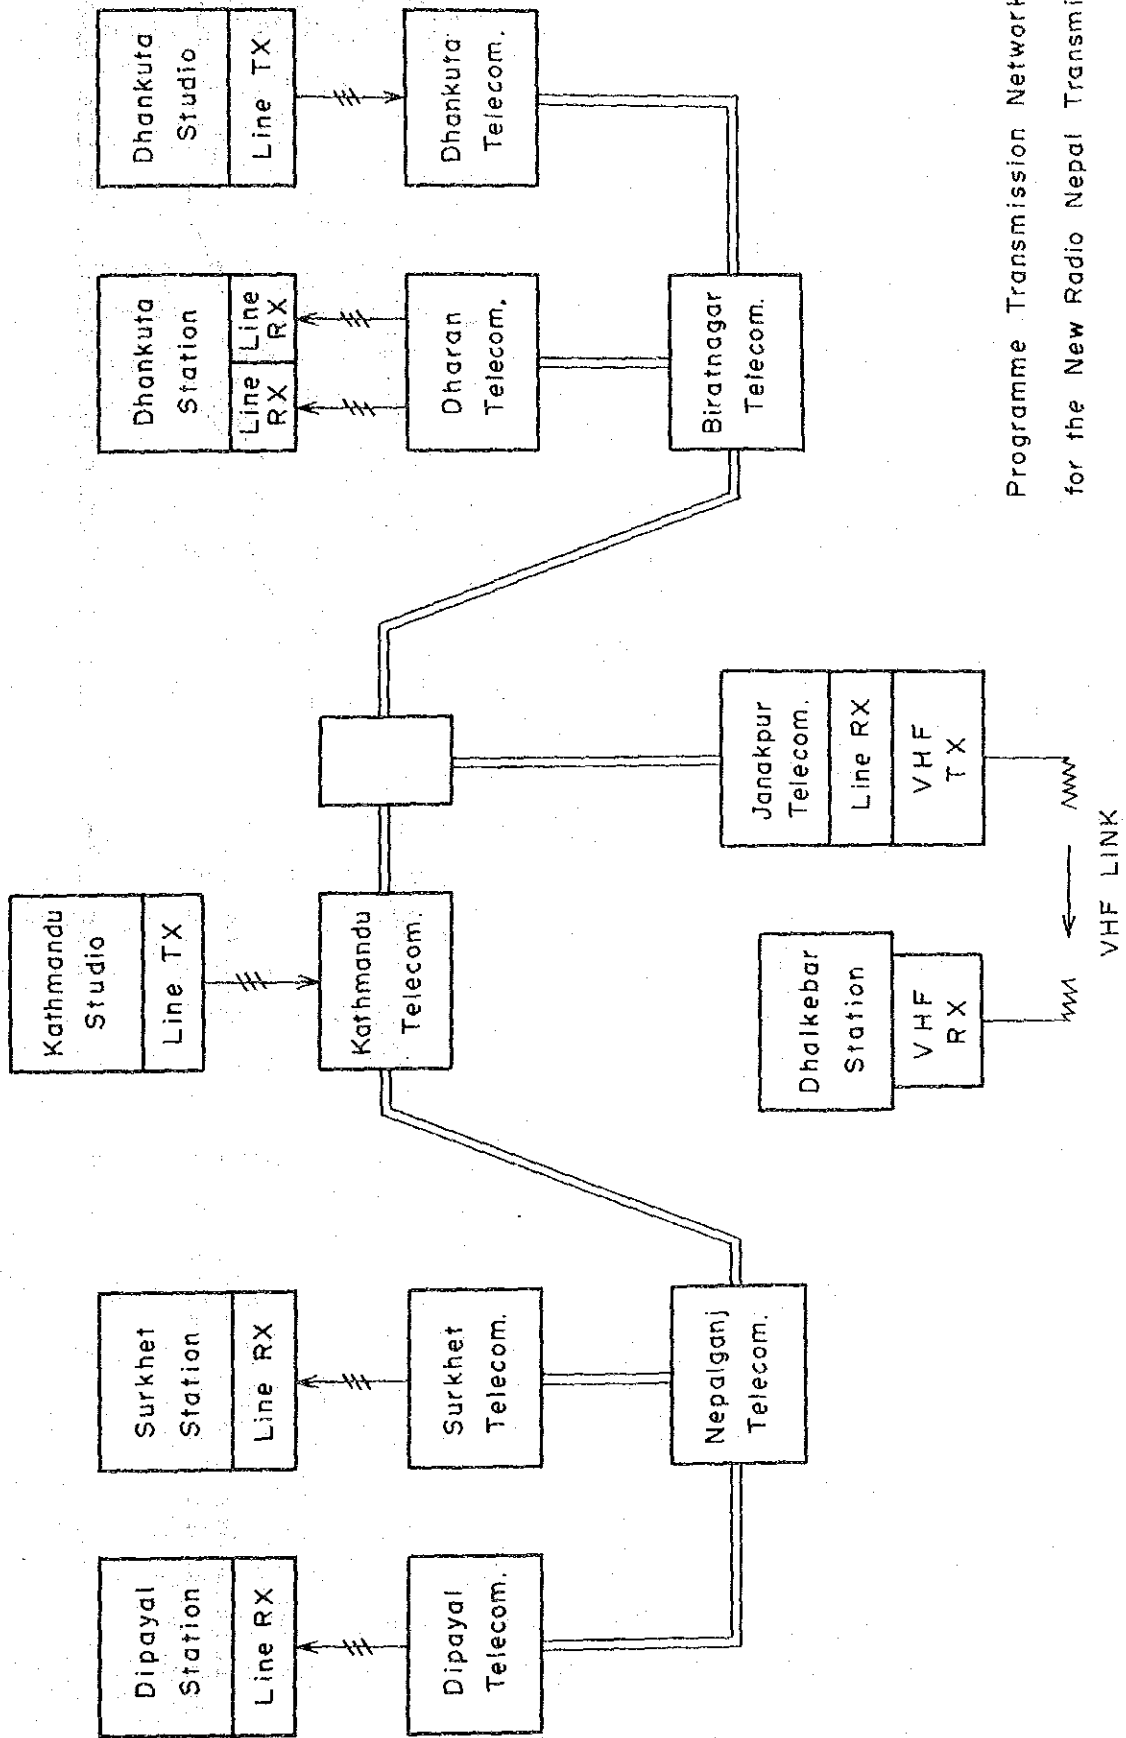 Kathmandu
Studio
Line TX
Dipayal
Station
Line RX
Surkhet
Station
Line RX
Dhankuta
Station
Line
RX
Line
RX
Dhankuta
Studio
Line TX
Kathmandu
Telecom.
Dipayal
Telecom.
Surkhet
Telecom.
Dharan
Telecom.
Dhankuta
Telecom.
Nepalganj
Telecom.
Biratnagar
Telecom.
Dhalkebar
Station
VHF
RX
Janakpur
Telecom.
Line RX
VHF
TX
VHF LINK
Programme Transmission Network
for the New Radio Nepal Transmi